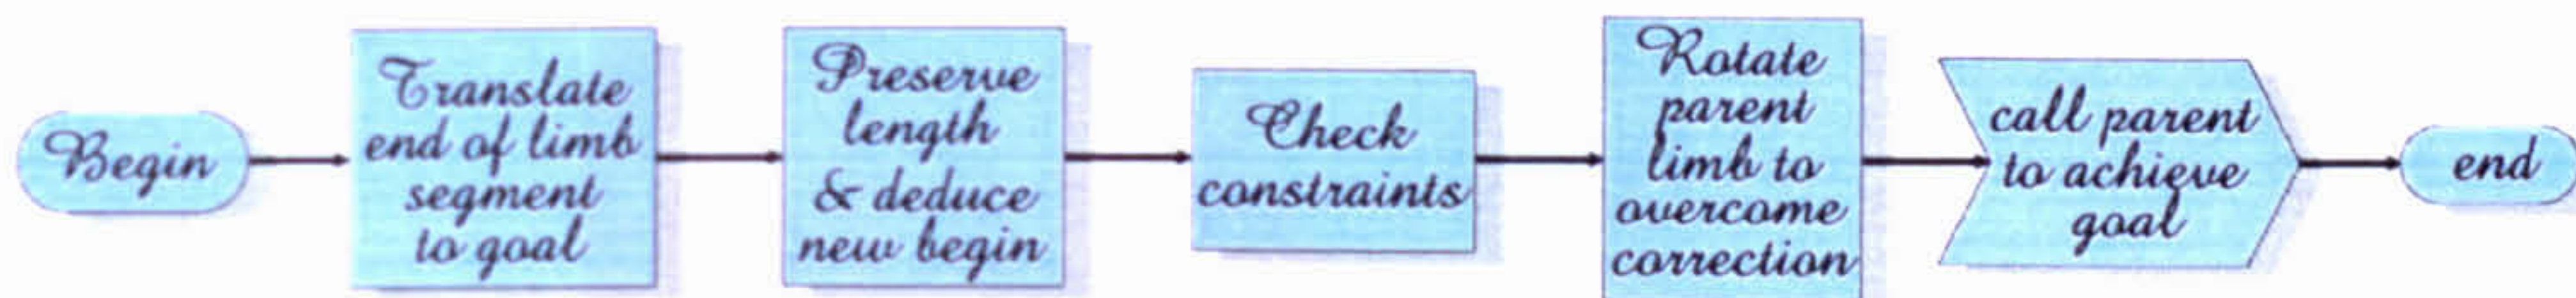 Begin
Translate
end of limb
segment
to goal
Preserve
length
& deduce
new begin
Check
constraints
Rotate
parent
limb to
overcome
correction
call parent
to achieve
goal
end